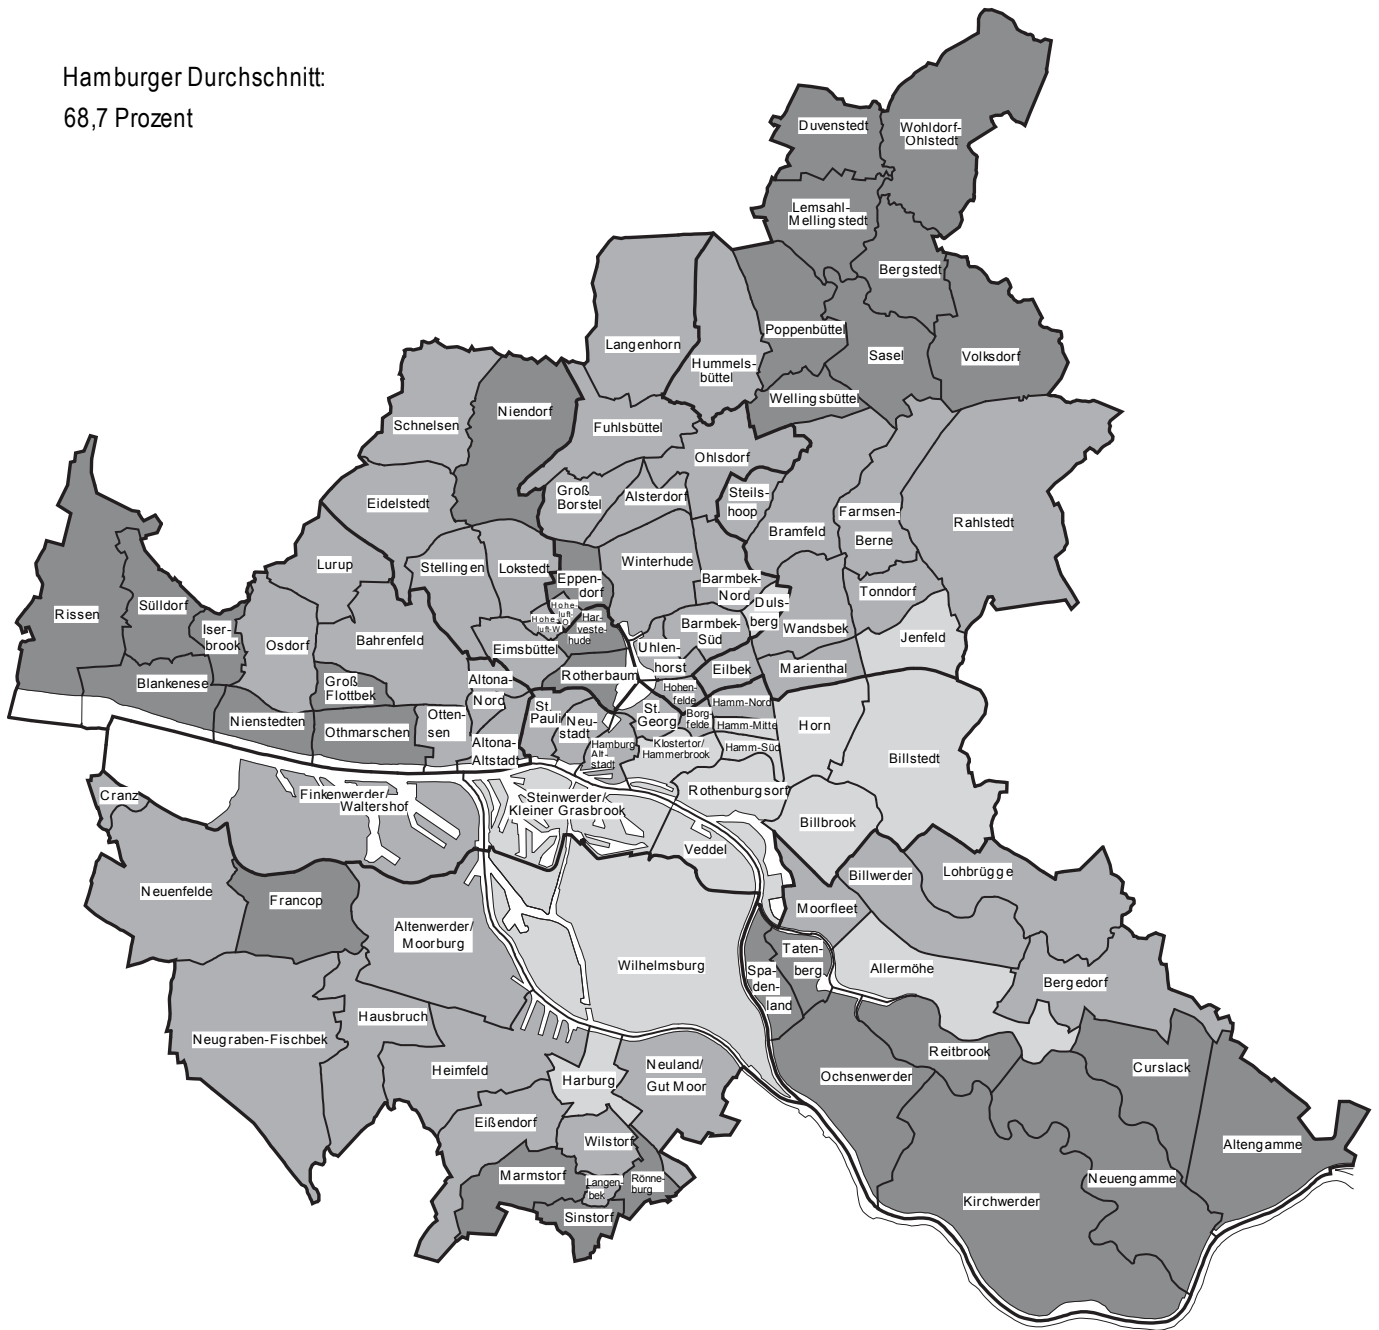 Hamburger Durchschnitt:
68,7 Prozent
Duvenstedt
Wohldorf-
Ohlstedt
Lemsahl-
Mellingstedt
Bergstedt
Poppenbüttel
Sasel
Volksdorf
Langenhorn
Hummels-
büttel
Wellingsbüttel
Niendorf
Schnelsen
Fuhlsbüttel
Ohlsdorf
Eidelstedt
Groß
Borstel
Alsterdorf
Steils-
hoop
Bramfeld
Farmsen-
Berne
Rahlstedt
Lurup
Stellingen
Lokstedt
Winterhude
Eppen-
dorf
Barmbek-
Nord
Duls-
berg
Tonndorf
Rissen
Sülldorf
Iser-
brook
Osdorf
Bahrenfeld
Hohe-
luft-
O
Hohe-
luft-W
Har-
veste-
hude
Eimsbüttel
Uhlen-
horst
Barmbek-
Süd
Wandsbek
Jenfeld
Eilbek
Marienthal
Blankenese
Groß
Flottbek
Altona-
Nord
Rotherbaum
Hohen-
felde
Hamm-Nord
Nienstedten
Othmarschen
Otten-
sen
St.
Pauli
Neu-
stadt
St.
Georg
Borg-
felde
Hamm-Mitte
Horn
Altona-
Altstadt
Hamburg
Alt-
stadt
Klostertor/
Hammerbrook
Hamm-Süd
Billstedt
Cranz
Finkenwerder/
Waltershof
Steinwerder/
Kleiner Grasbrook
Rothenburgsort
Billbrook
Veddel
Neuenfelde
Francop
Altenwerder/
Moorburg
Moorfleet
Billwerder
Lohbrügge
Wilhelmsburg
Spa-
den-
land
Taten-
berg
Allermöhe
Bergedorf
Neugraben-Fischbek
Hausbruch
Heimfeld
Harburg
Neuland/
Gut Moor
Ochsenwerder
Reitbrook
Curslack
Eißendorf
Wilstorf
Altengamme
Marmstorf
Langen-
bek
Rönne-
burg
Neuengamme
Kirchwerder
Sinstorf